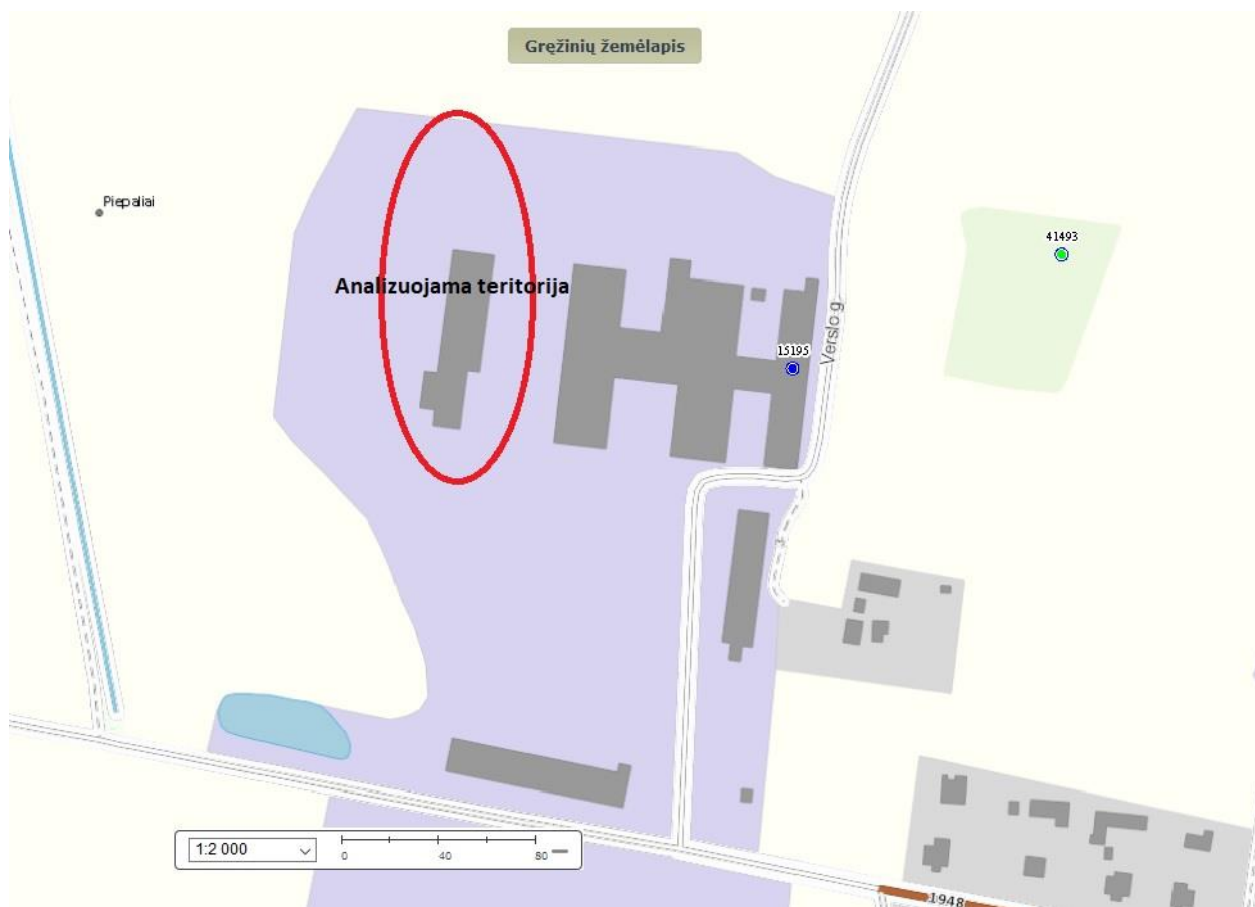 Gręžinių žemėlapis
Piepaliai
41493
Analizuojama teritorija
Verslo g.
15195
1:2 000
0 40 80
1948